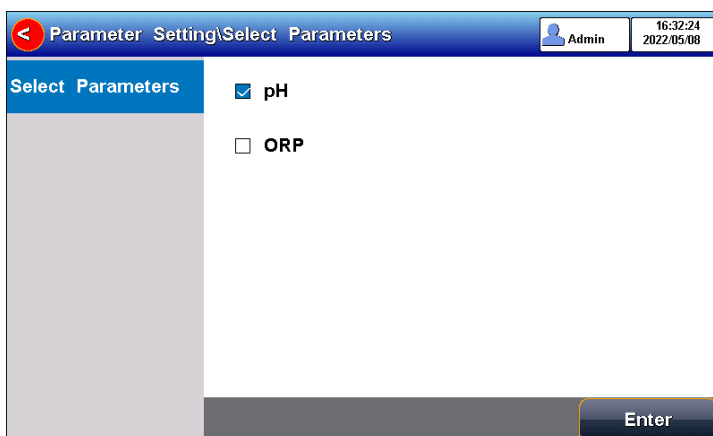 < Parameter Setting\Select Parameters
Admin
16:32:24
2022/05/08
Select Parameters
pH
ORP
Enter